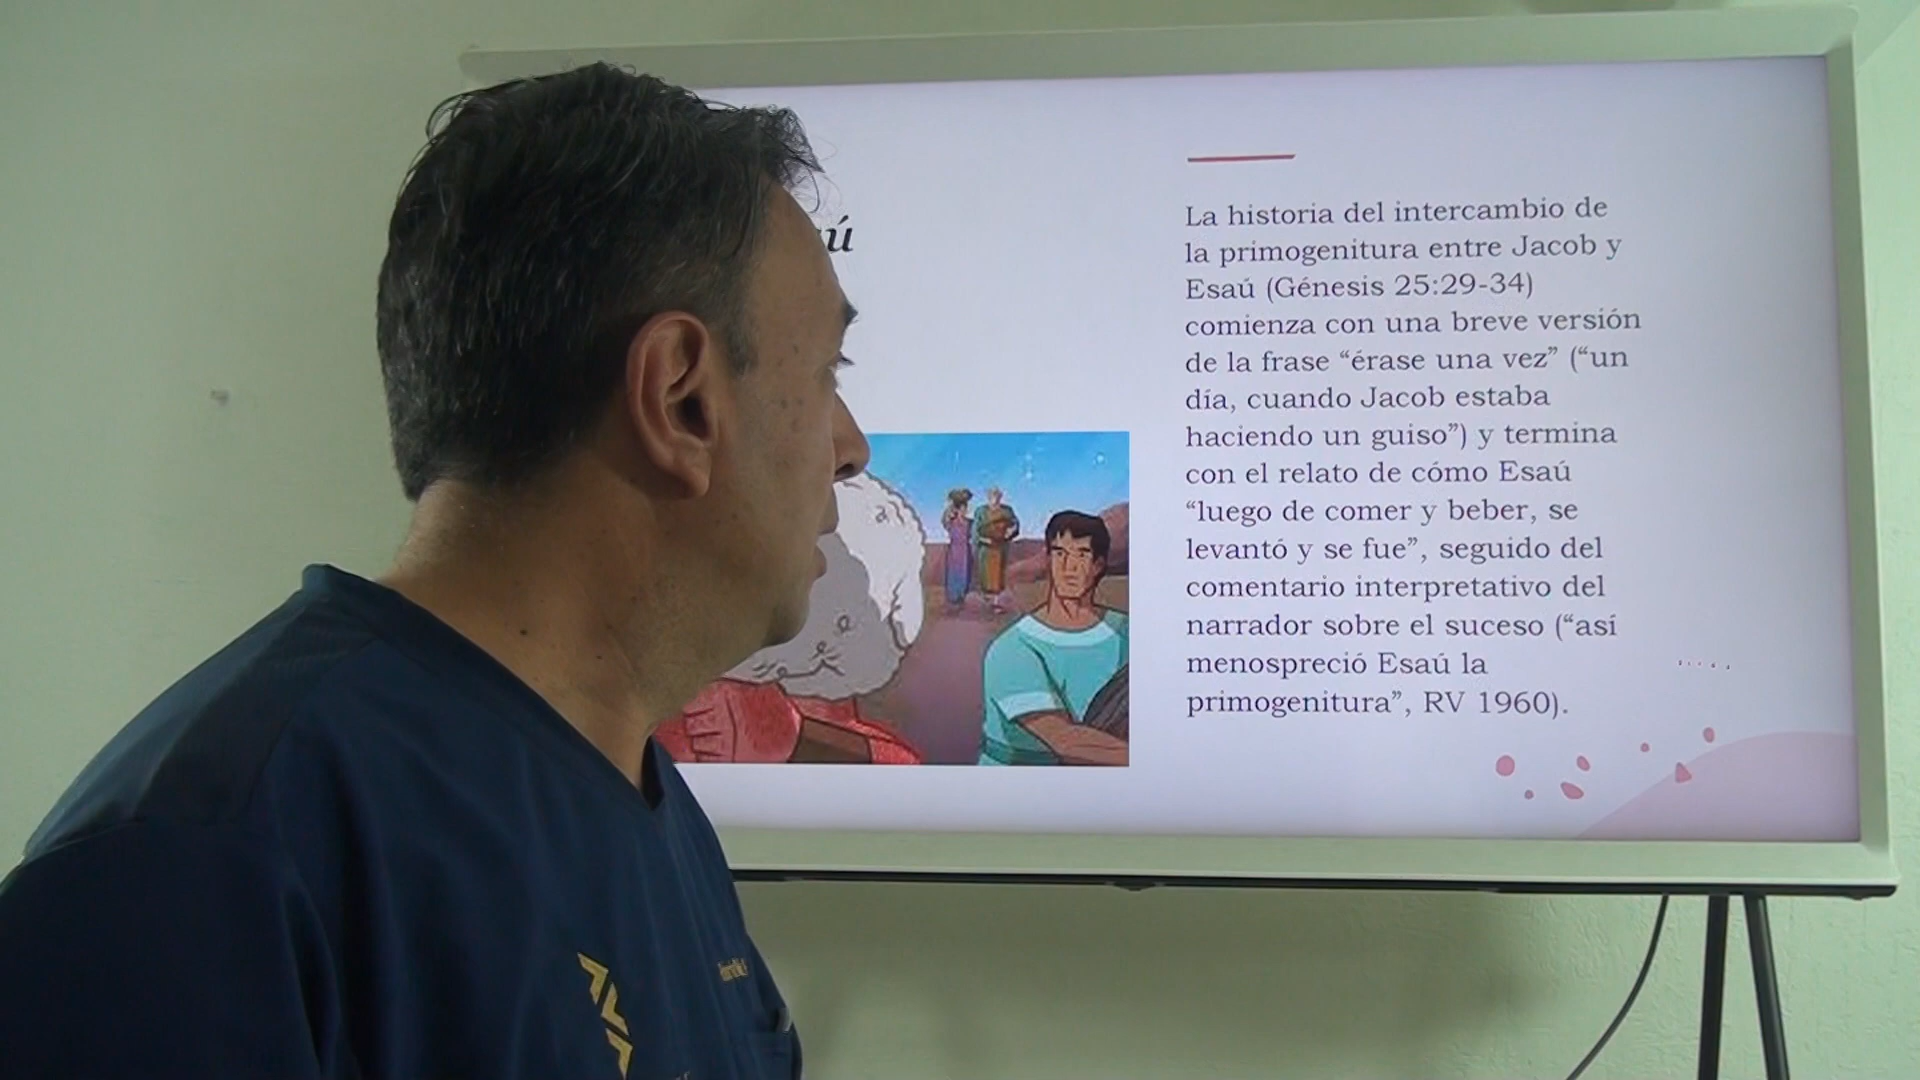 ú
La historia del intercambio de
la primogenitura entre Jacob y
Esaú (Génesis 25:29-34)
comienza con una breve versión
de la frase “érase una vez” (“un
día, cuando Jacob estaba
haciendo un guiso”) y termina
con el relato de cómo Esaú
“luego de comer y beber, se
levantó y se fue”, seguido del
comentario interpretativo del
narrador sobre el suceso (“así
menospreció Esaú la
primogenitura”, RV 1960).